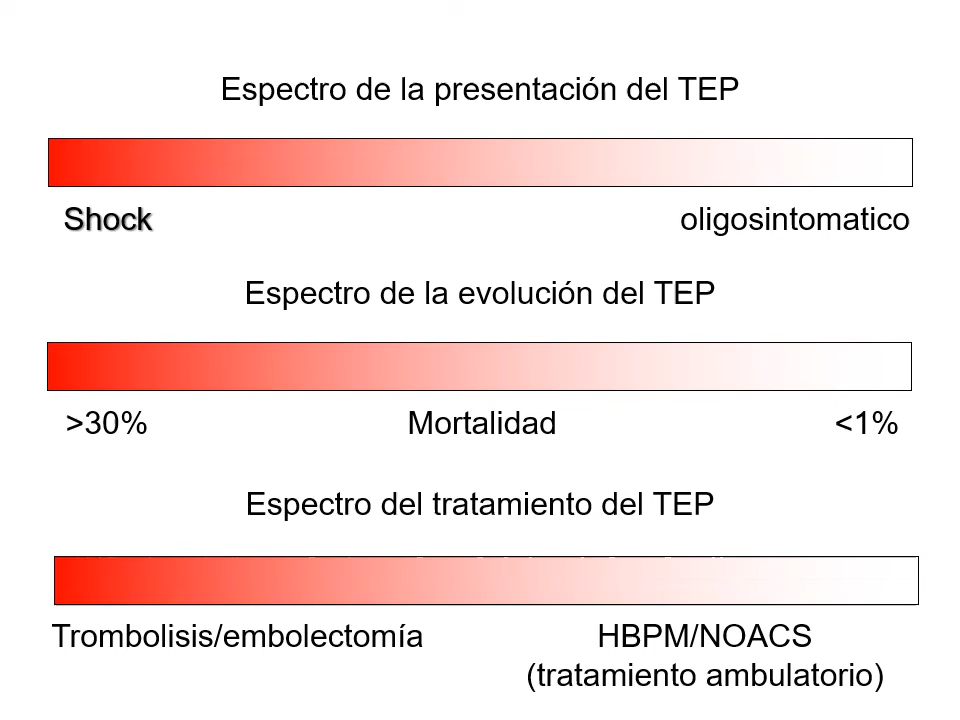 Espectro de la presentación del TEP
Shock oligosintomatico
Espectro de la evolución del TEP
>30% Mortalidad <1%
Espectro del tratamiento del TEP
Trombolisis/embolectomía HBPM/NOACS
(tratamiento ambulatorio)